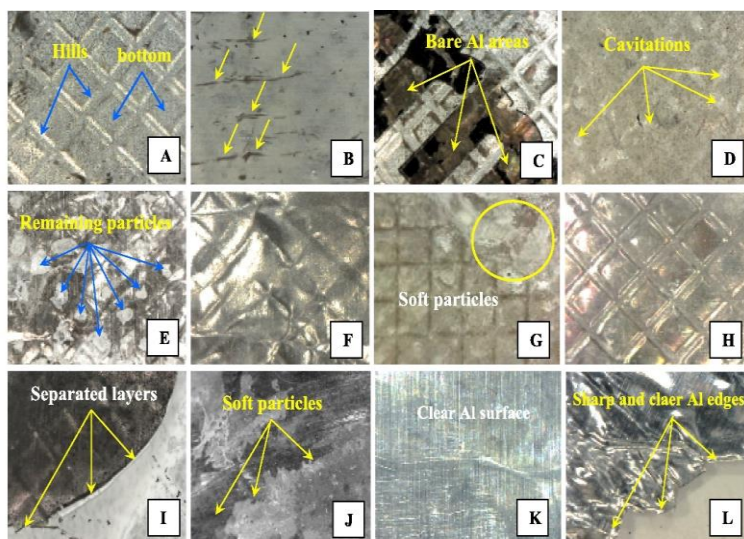 Hills
bottom
A
B
Bare Al areas
C
Cavitations
D
Remaining particles
E
F
Soft particles
G
H
Separated layers
I
Soft particles
J
Clear Al surface
K
Sharp and claer Al edges
L